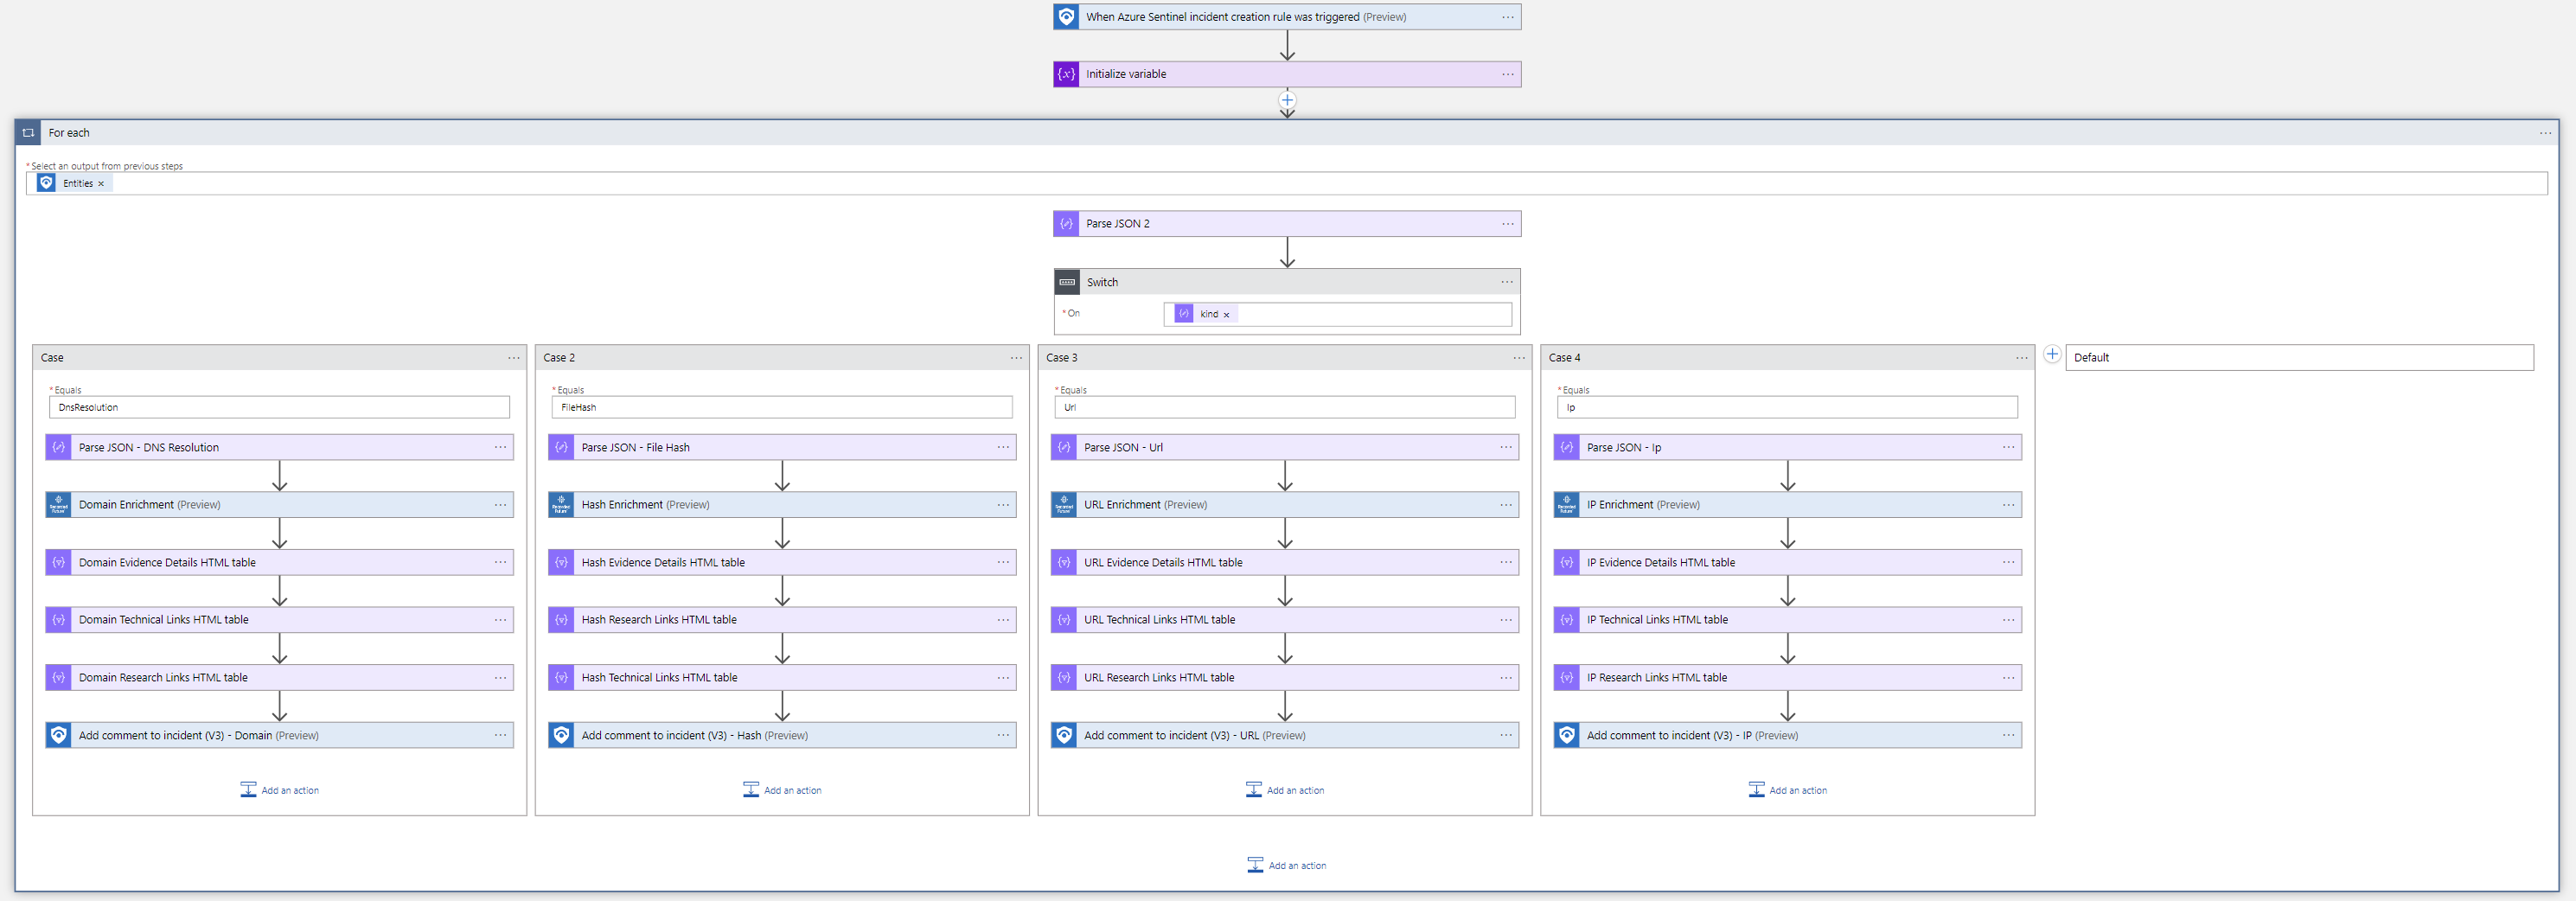 When Azure Sentinel incident creation rule was triggered (Preview)
Initialize variable
For each
*Select an output from previous steps
Entities
Parse JSON 2
Switch
*On
kind
Case
Case 2
Case 3
Case 4
Default
*Equals
*Equals
*Equals
*Equals
DnsResolution
FileHash
Url
Ip
Parse JSON - DNS Resolution
Parse JSON - File Hash
Parse JSON - Url
Parse JSON - Ip
Domain Enrichment (Preview)
Hash Enrichment (Preview)
URL Enrichment (Preview)
IP Enrichment (Preview)
Domain Evidence Details HTML table
Hash Evidence Details HTML table
URL Evidence Details HTML table
IP Evidence Details HTML table
Domain Technical Links HTML table
Hash Research Links HTML table
URL Technical Links HTML table
IP Technical Links HTML table
Domain Research Links HTML table
Hash Technical Links HTML table
URL Research Links HTML table
IP Research Links HTML table
Add comment to incident (V3) - Domain (Preview)
Add comment to incident (V3) - Hash (Preview)
Add comment to incident (V3) - URL (Preview)
Add comment to incident (V3) - IP (Preview)
Add an action
Add an action
Add an action
Add an action
Add an action